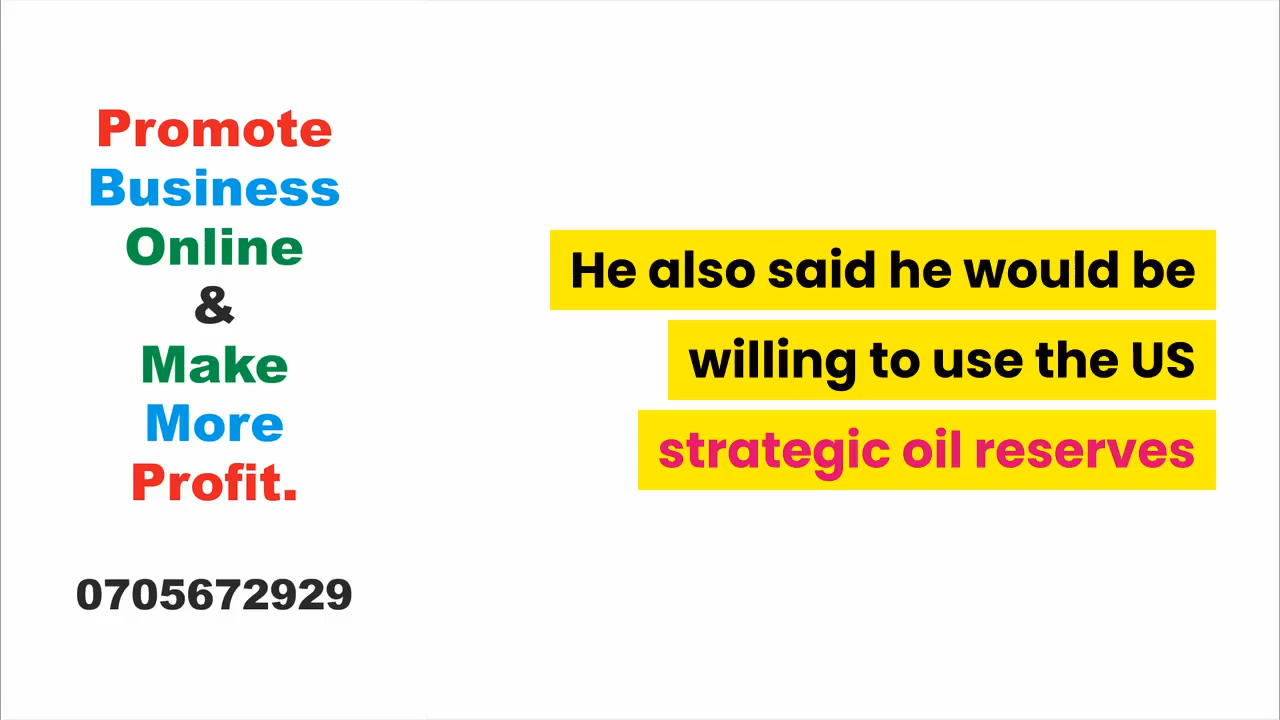 Promote
Business
Online
&
Make
More
Profit.
0705672929
He also said he would be
willing to use the US
strategic oil reserves